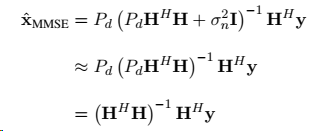 x̂_MMSE = P_d (P_d H^H H + σ_n^2 I)^{−1} H^H y
≈ P_d (P_d H^H H)^{−1} H^H y
= (H^H H)^{−1} H^H y